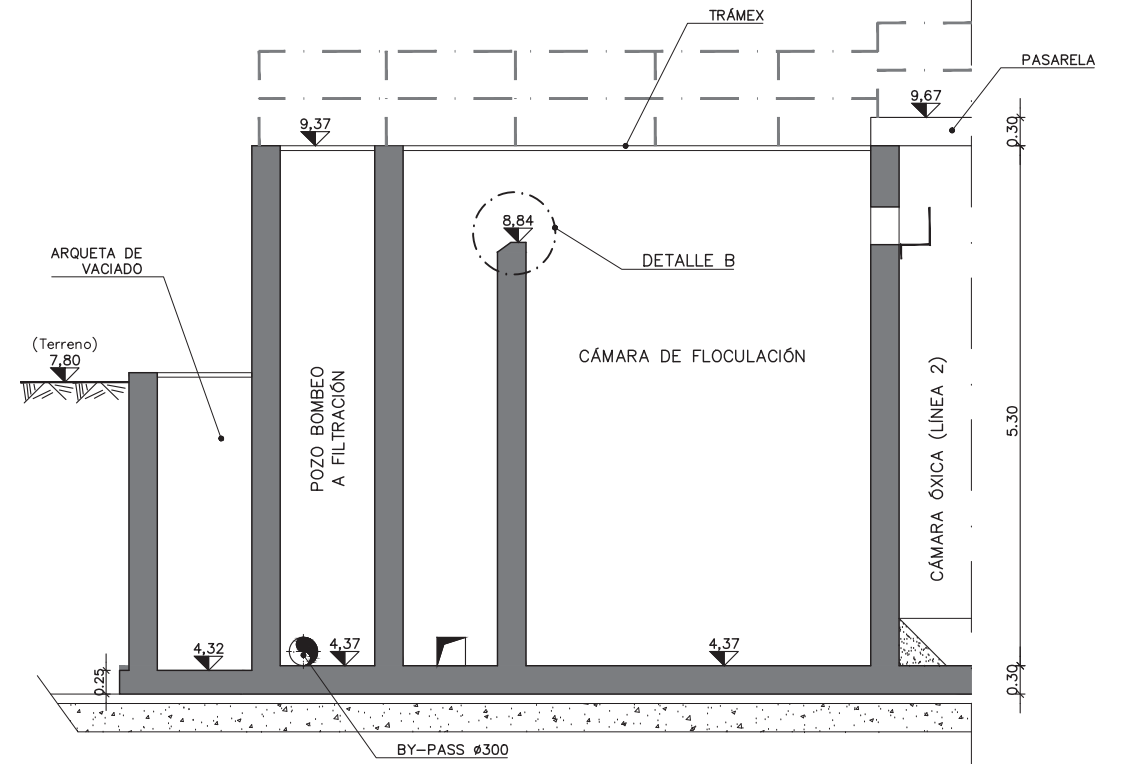 TRÁMEX
PASARELA
9,67
0.30
9,37
8,84
DETALLE B
ARQUETA DE
VACIADO
(Terreno)
7,80
CÁMARA DE FLOCULACIÓN
POZO BOMBEO
A FILTRACIÓN
CÁMARA ÓXICA (LÍNEA 2)
5.30
4,32
4,37
4,37
0.25
0.30
BY-PASS ø300